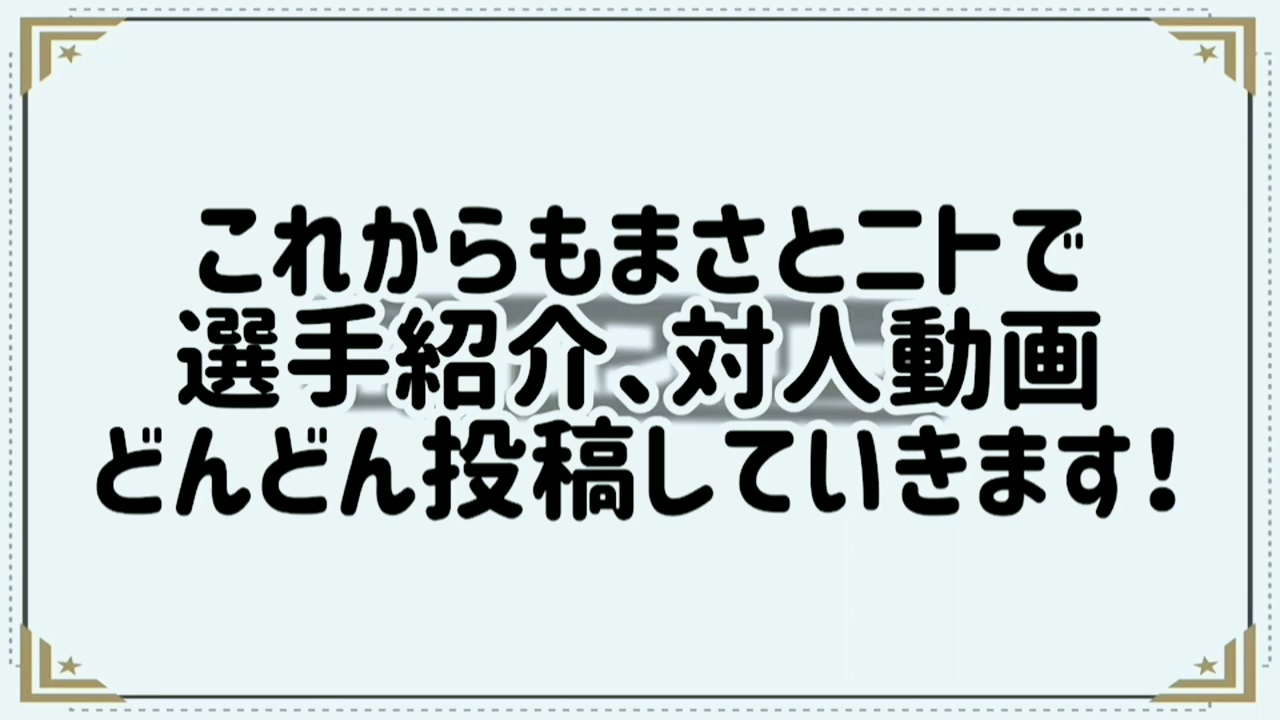 これからもまさとニトで
選手紹介、対人動画
どんどん投稿していきます!